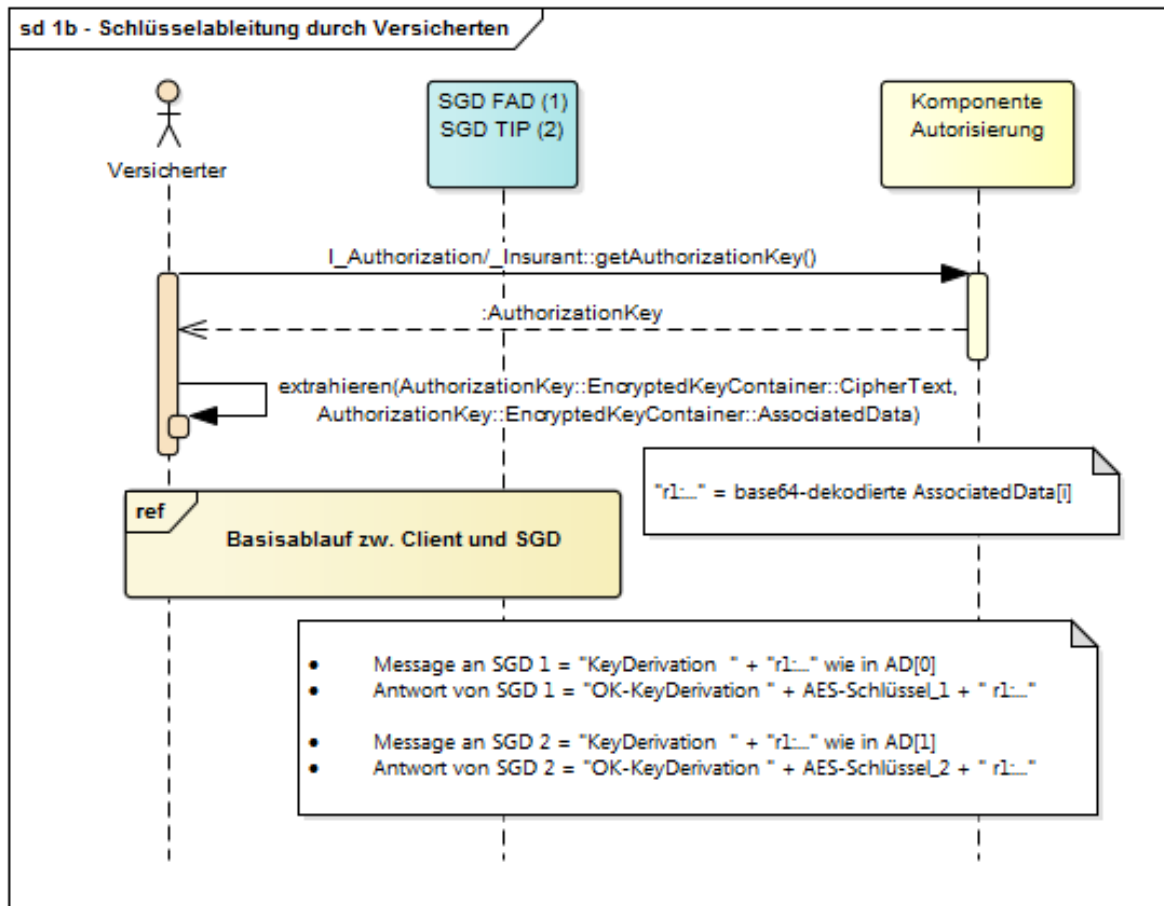 sd 1b - Schlüsselableitung durch Versicherten
SGD FAD (1)
SGD TIP (2)
Komponente
Autorisierung
Versicherter
I_Authorization/_Insurant::getAuthorizationKey()
:AuthorizationKey
extrahieren(AuthorizationKey::EncryptedKeyContainer::CipherText,
AuthorizationKey::EncryptedKeyContainer::AssociatedData)
"r1:..." = base64-dekodierte AssociatedData[i]
ref
Basisablauf zw. Client und SGD
• Message an SGD 1 = "KeyDerivation " + "r1:..." wie in AD[0]
• Antwort von SGD 1 = "OK-KeyDerivation " + AES-Schlüssel_1 + " r1:..."
• Message an SGD 2 = "KeyDerivation " + "r1:..." wie in AD[1]
• Antwort von SGD 2 = "OK-KeyDerivation " + AES-Schlüssel_2 + " r1:..."